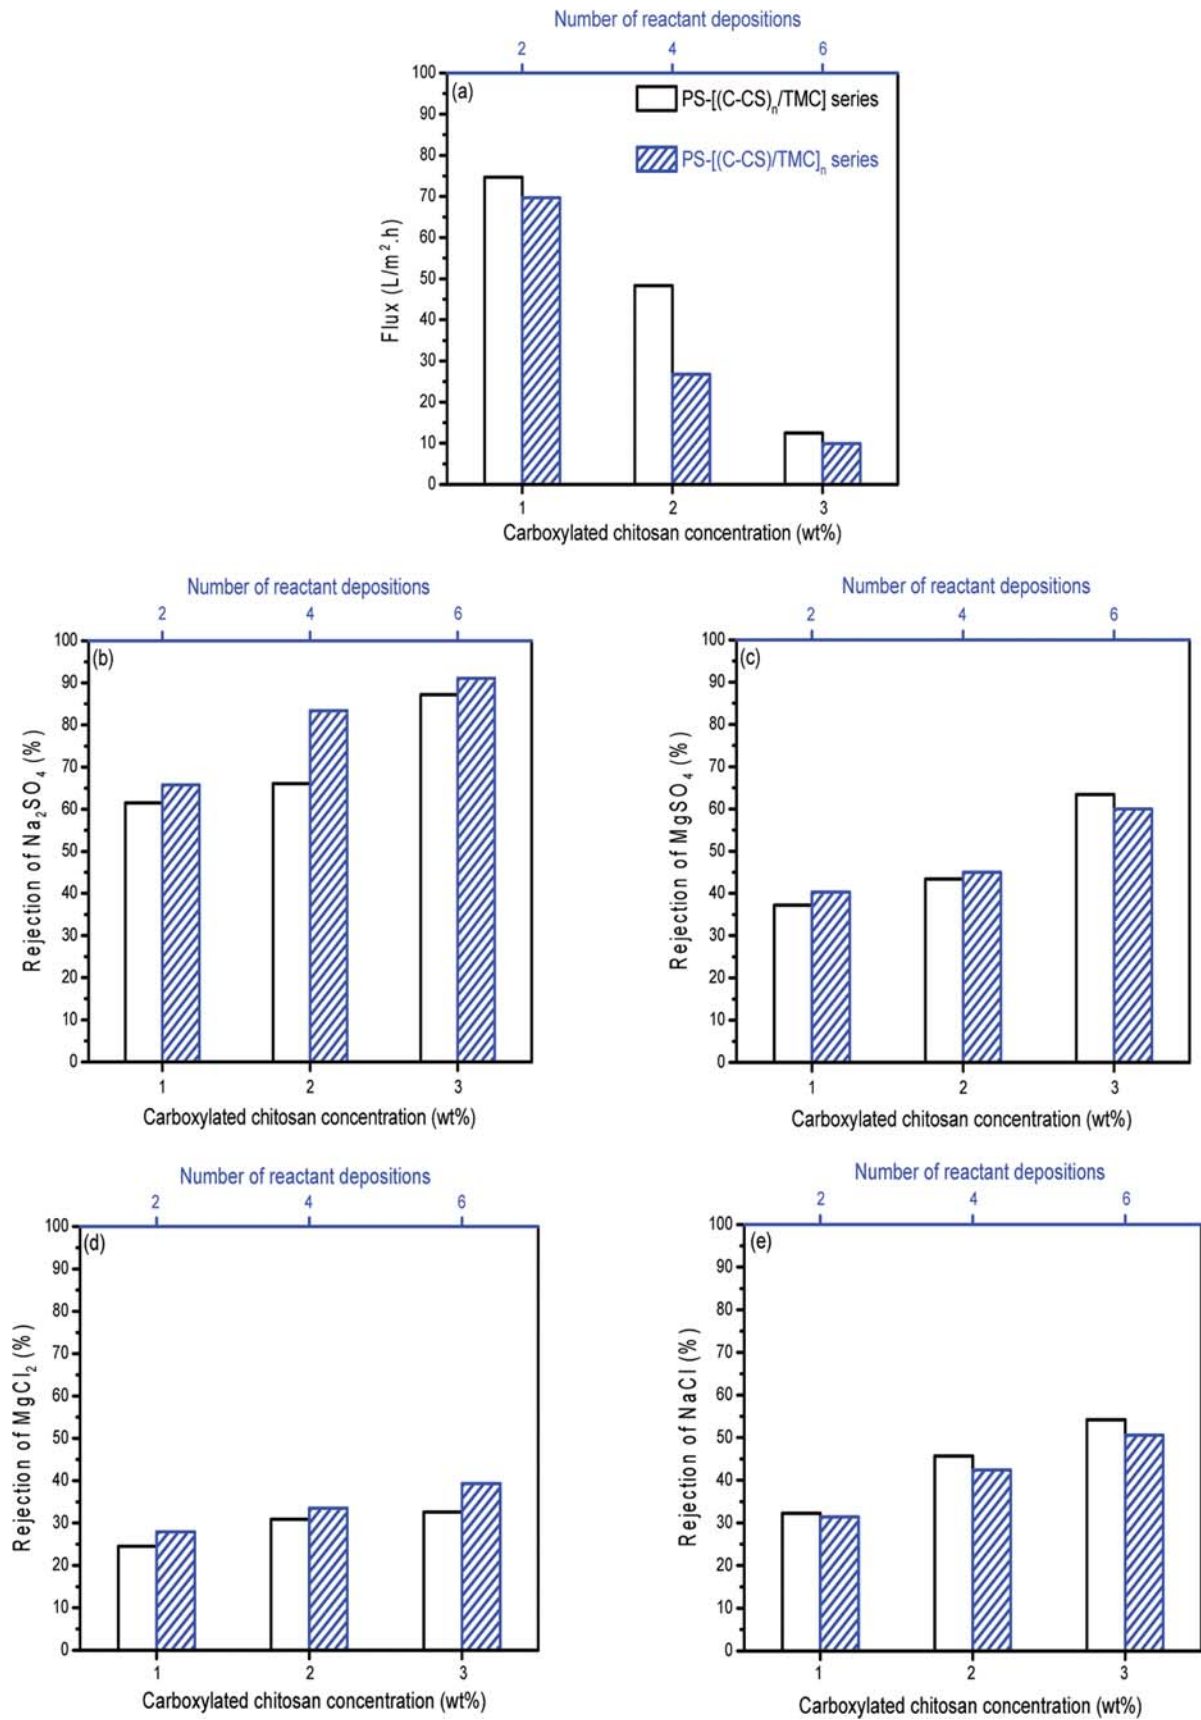 Number of reactant depositions
2 4 6
(a)
PS-[(C-CS)n/TMC] series
PS-[(C-CS)/TMC]n series
100
90
80
70
60
50
40
30
20
10
0
Flux (L/m².h)
1 2 3
Carboxylated chitosan concentration (wt%)
Number of reactant depositions
2 4 6
(b)
100
90
80
70
60
50
40
30
20
10
0
Rejection of Na₂SO₄ (%)
1 2 3
Carboxylated chitosan concentration (wt%)
Number of reactant depositions
2 4 6
(c)
100
90
80
70
60
50
40
30
20
10
0
Rejection of MgSO₄ (%)
1 2 3
Carboxylated chitosan concentration (wt%)
Number of reactant depositions
2 4 6
(d)
100
90
80
70
60
50
40
30
20
10
0
Rejection of MgCl₂ (%)
1 2 3
Carboxylated chitosan concentration (wt%)
Number of reactant depositions
2 4 6
(e)
100
90
80
70
60
50
40
30
20
10
0
Rejection of NaCl (%)
1 2 3
Carboxylated chitosan concentration (wt%)